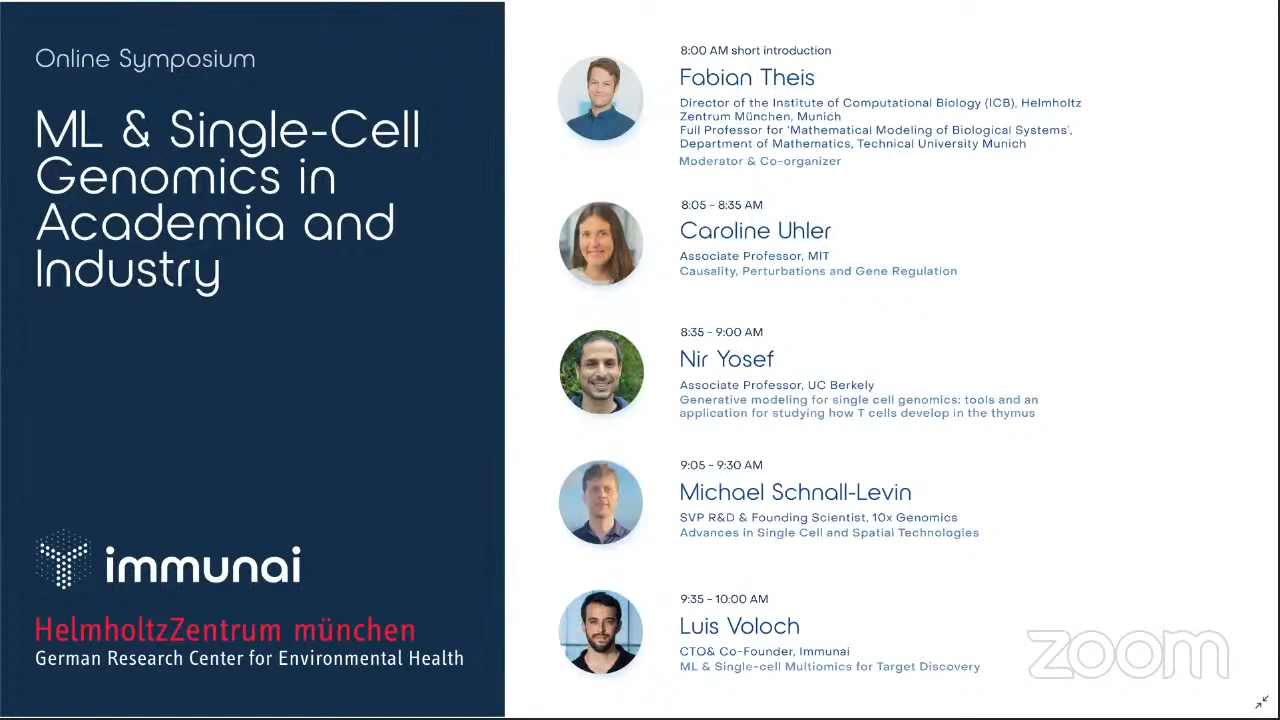 Online Symposium
ML & Single-Cell
Genomics in
Academia and
Industry
immunai
HelmholtzZentrum münchen
German Research Center for Environmental Health
8:00 AM short introduction
Fabian Theis
Director of the Institute of Computational Biology (ICB), Helmholtz
Zentrum München, Munich
Full Professor for 'Mathematical Modeling of Biological Systems',
Department of Mathematics, Technical University Munich
Moderator & Co-organizer
8:05 - 8:35 AM
Caroline Uhler
Associate Professor, MIT
Causality, Perturbations and Gene Regulation
8:35 - 9:00 AM
Nir Yosef
Associate Professor, UC Berkely
Generative modeling for single cell genomics: tools and an
application for studying how T cells develop in the thymus
9:05 - 9:30 AM
Michael Schnall-Levin
SVP R&D & Founding Scientist, 10x Genomics
Advances in Single Cell and Spatial Technologies
9:35 - 10:00 AM
Luis Voloch
CTO& Co-Founder, Immunai
ML & Single-cell Multiomics for Target Discovery
zoom